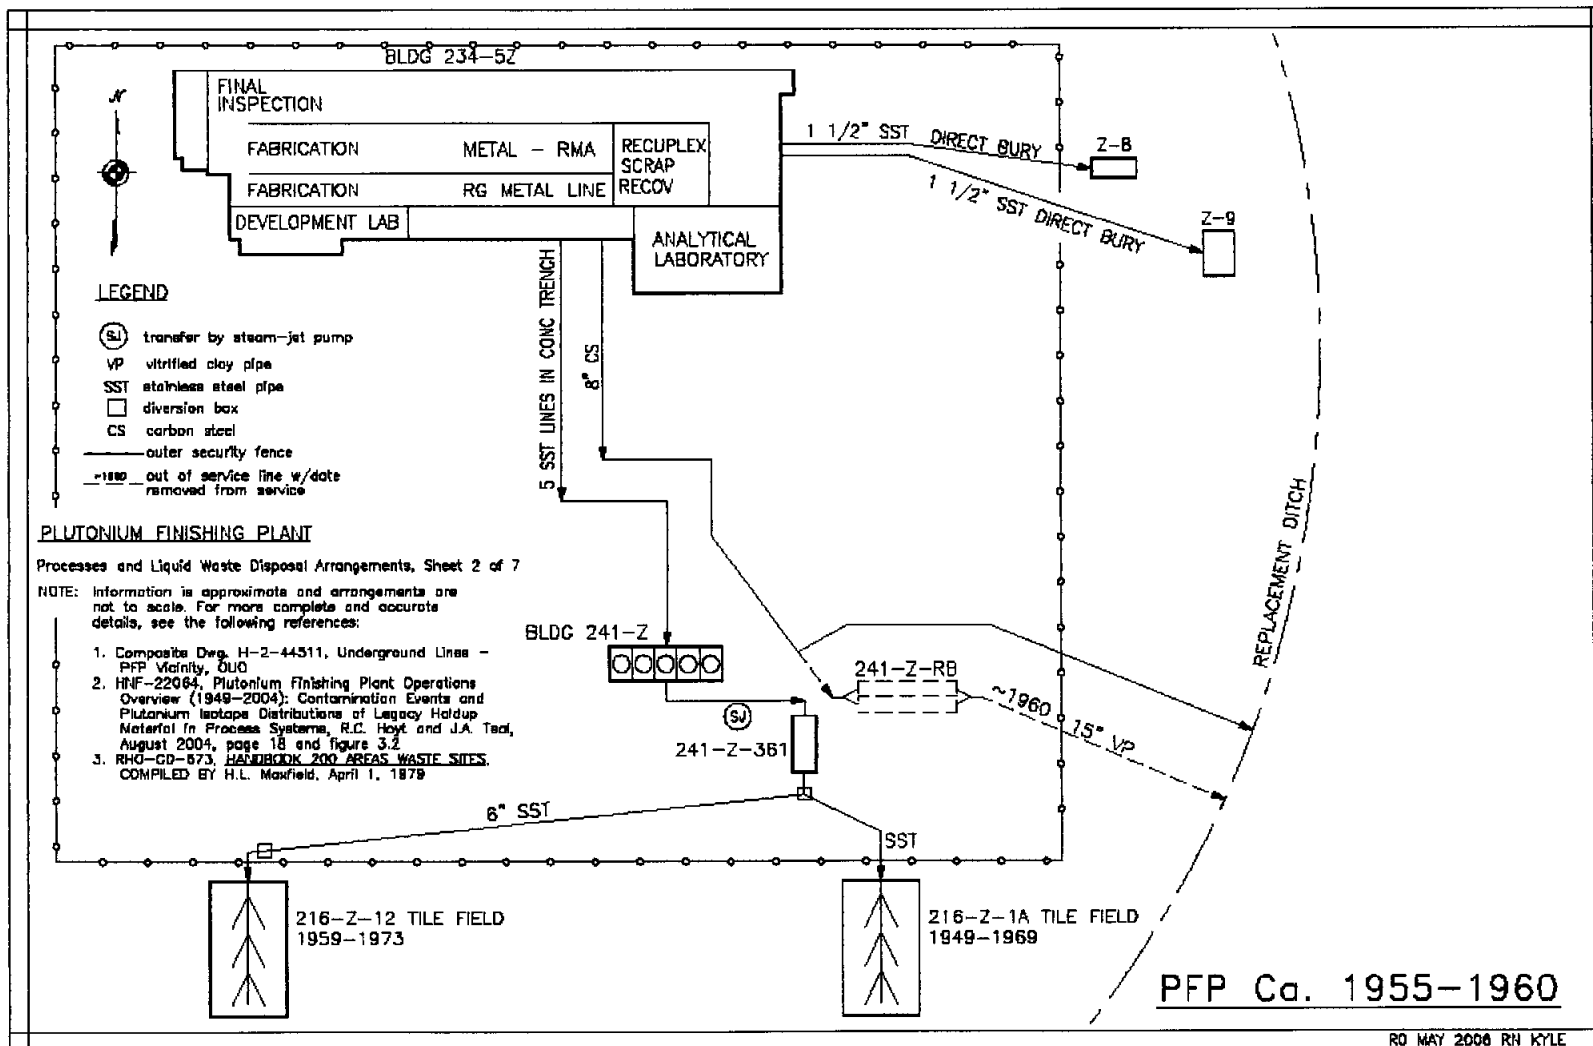 BLDG 234-5Z
N
FINAL
INSPECTION
FABRICATION
METAL - RMA
RECUPLEX
SCRAP
RECOV
FABRICATION
RG METAL LINE
DEVELOPMENT LAB
ANALYTICAL
LABORATORY
1 1/2" SST DIRECT BURY
Z-8
1 1/2" SST DIRECT BURY
Z-9
5 SST LINES IN CONC TRENCH
8" CS
LEGEND
SJ transfer by steam-jet pump
VP vitrified clay pipe
SST stainless steel pipe
diversion box
CS carbon steel
outer security fence
~1980 out of service line w/date
removed from service
PLUTONIUM FINISHING PLANT
Processes and Liquid Waste Disposal Arrangements, Sheet 2 of 7
NOTE: Information is approximate and arrangements are
not to scale. For more complete and accurate
details, see the following references:
1. Composite Dwg. H-2-44511, Underground Lines -
PFP Vicinity, OUO
2. HNF-22064, Plutonium Finishing Plant Operations
Overview (1949-2004): Contamination Events and
Plutonium Isotope Distributions of Legacy Holdup
Material in Process Systems, R.C. Hoyt and J.A. Teal,
August 2004, page 18 and figure 3.2
3. RHO-CD-673, HANDBOOK 200 AREAS WASTE SITES,
COMPILED BY H.L. Maxfield, April 1, 1979
BLDG 241-Z
241-Z-RB
SJ
241-Z-361
~1960 15" VP
REPLACEMENT DITCH
6" SST
SST
216-Z-12 TILE FIELD
1959-1973
216-Z-1A TILE FIELD
1949-1969
PFP Ca. 1955-1960
R0 MAY 2006 RN KYLE